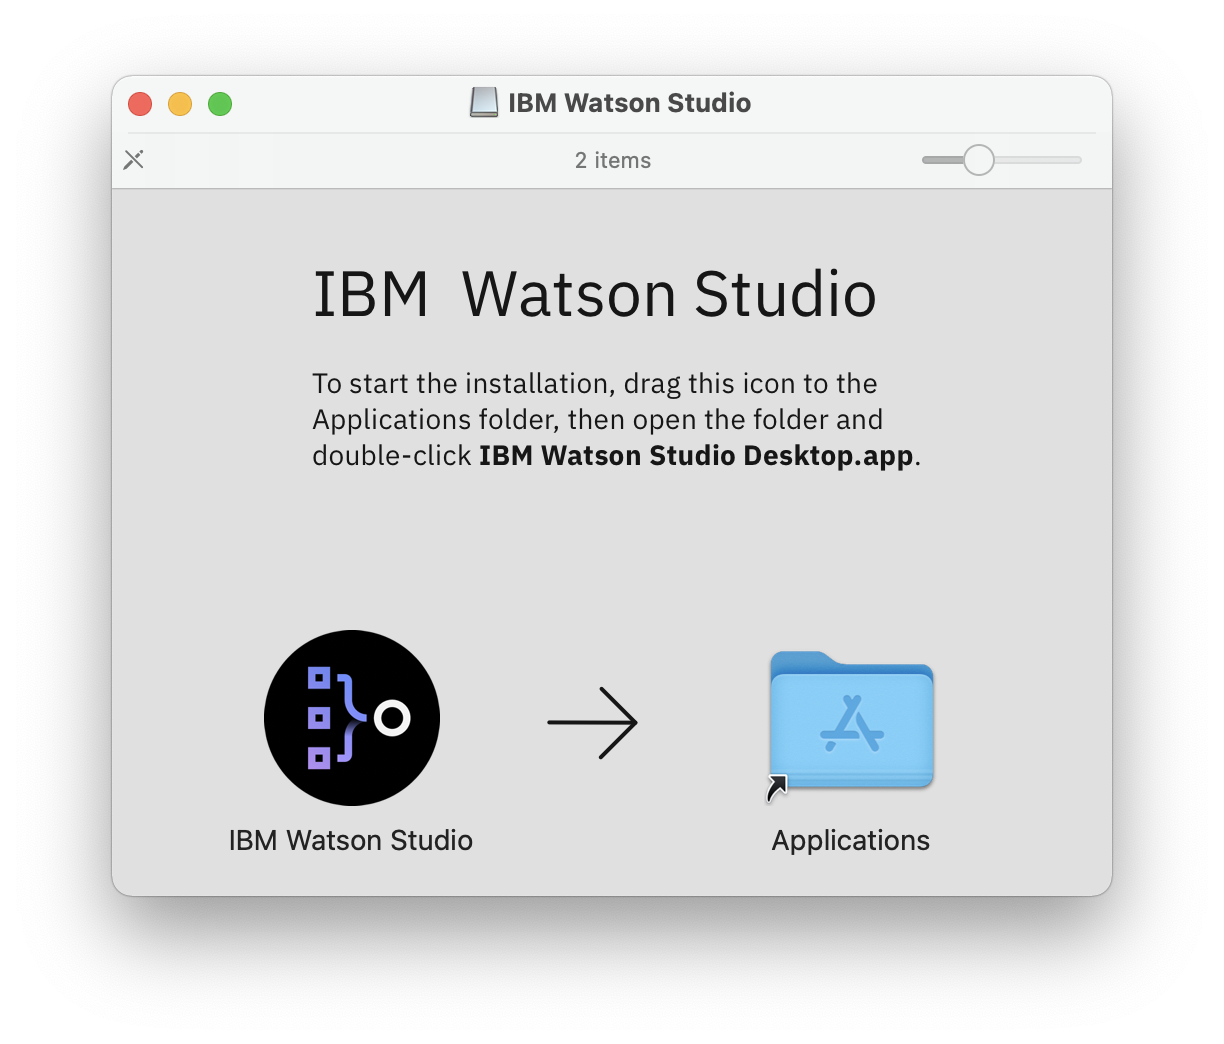 IBM Watson Studio
2 items
IBM Watson Studio
To start the installation, drag this icon to the
Applications folder, then open the folder and
double-click IBM Watson Studio Desktop.app.
IBM Watson Studio
Applications